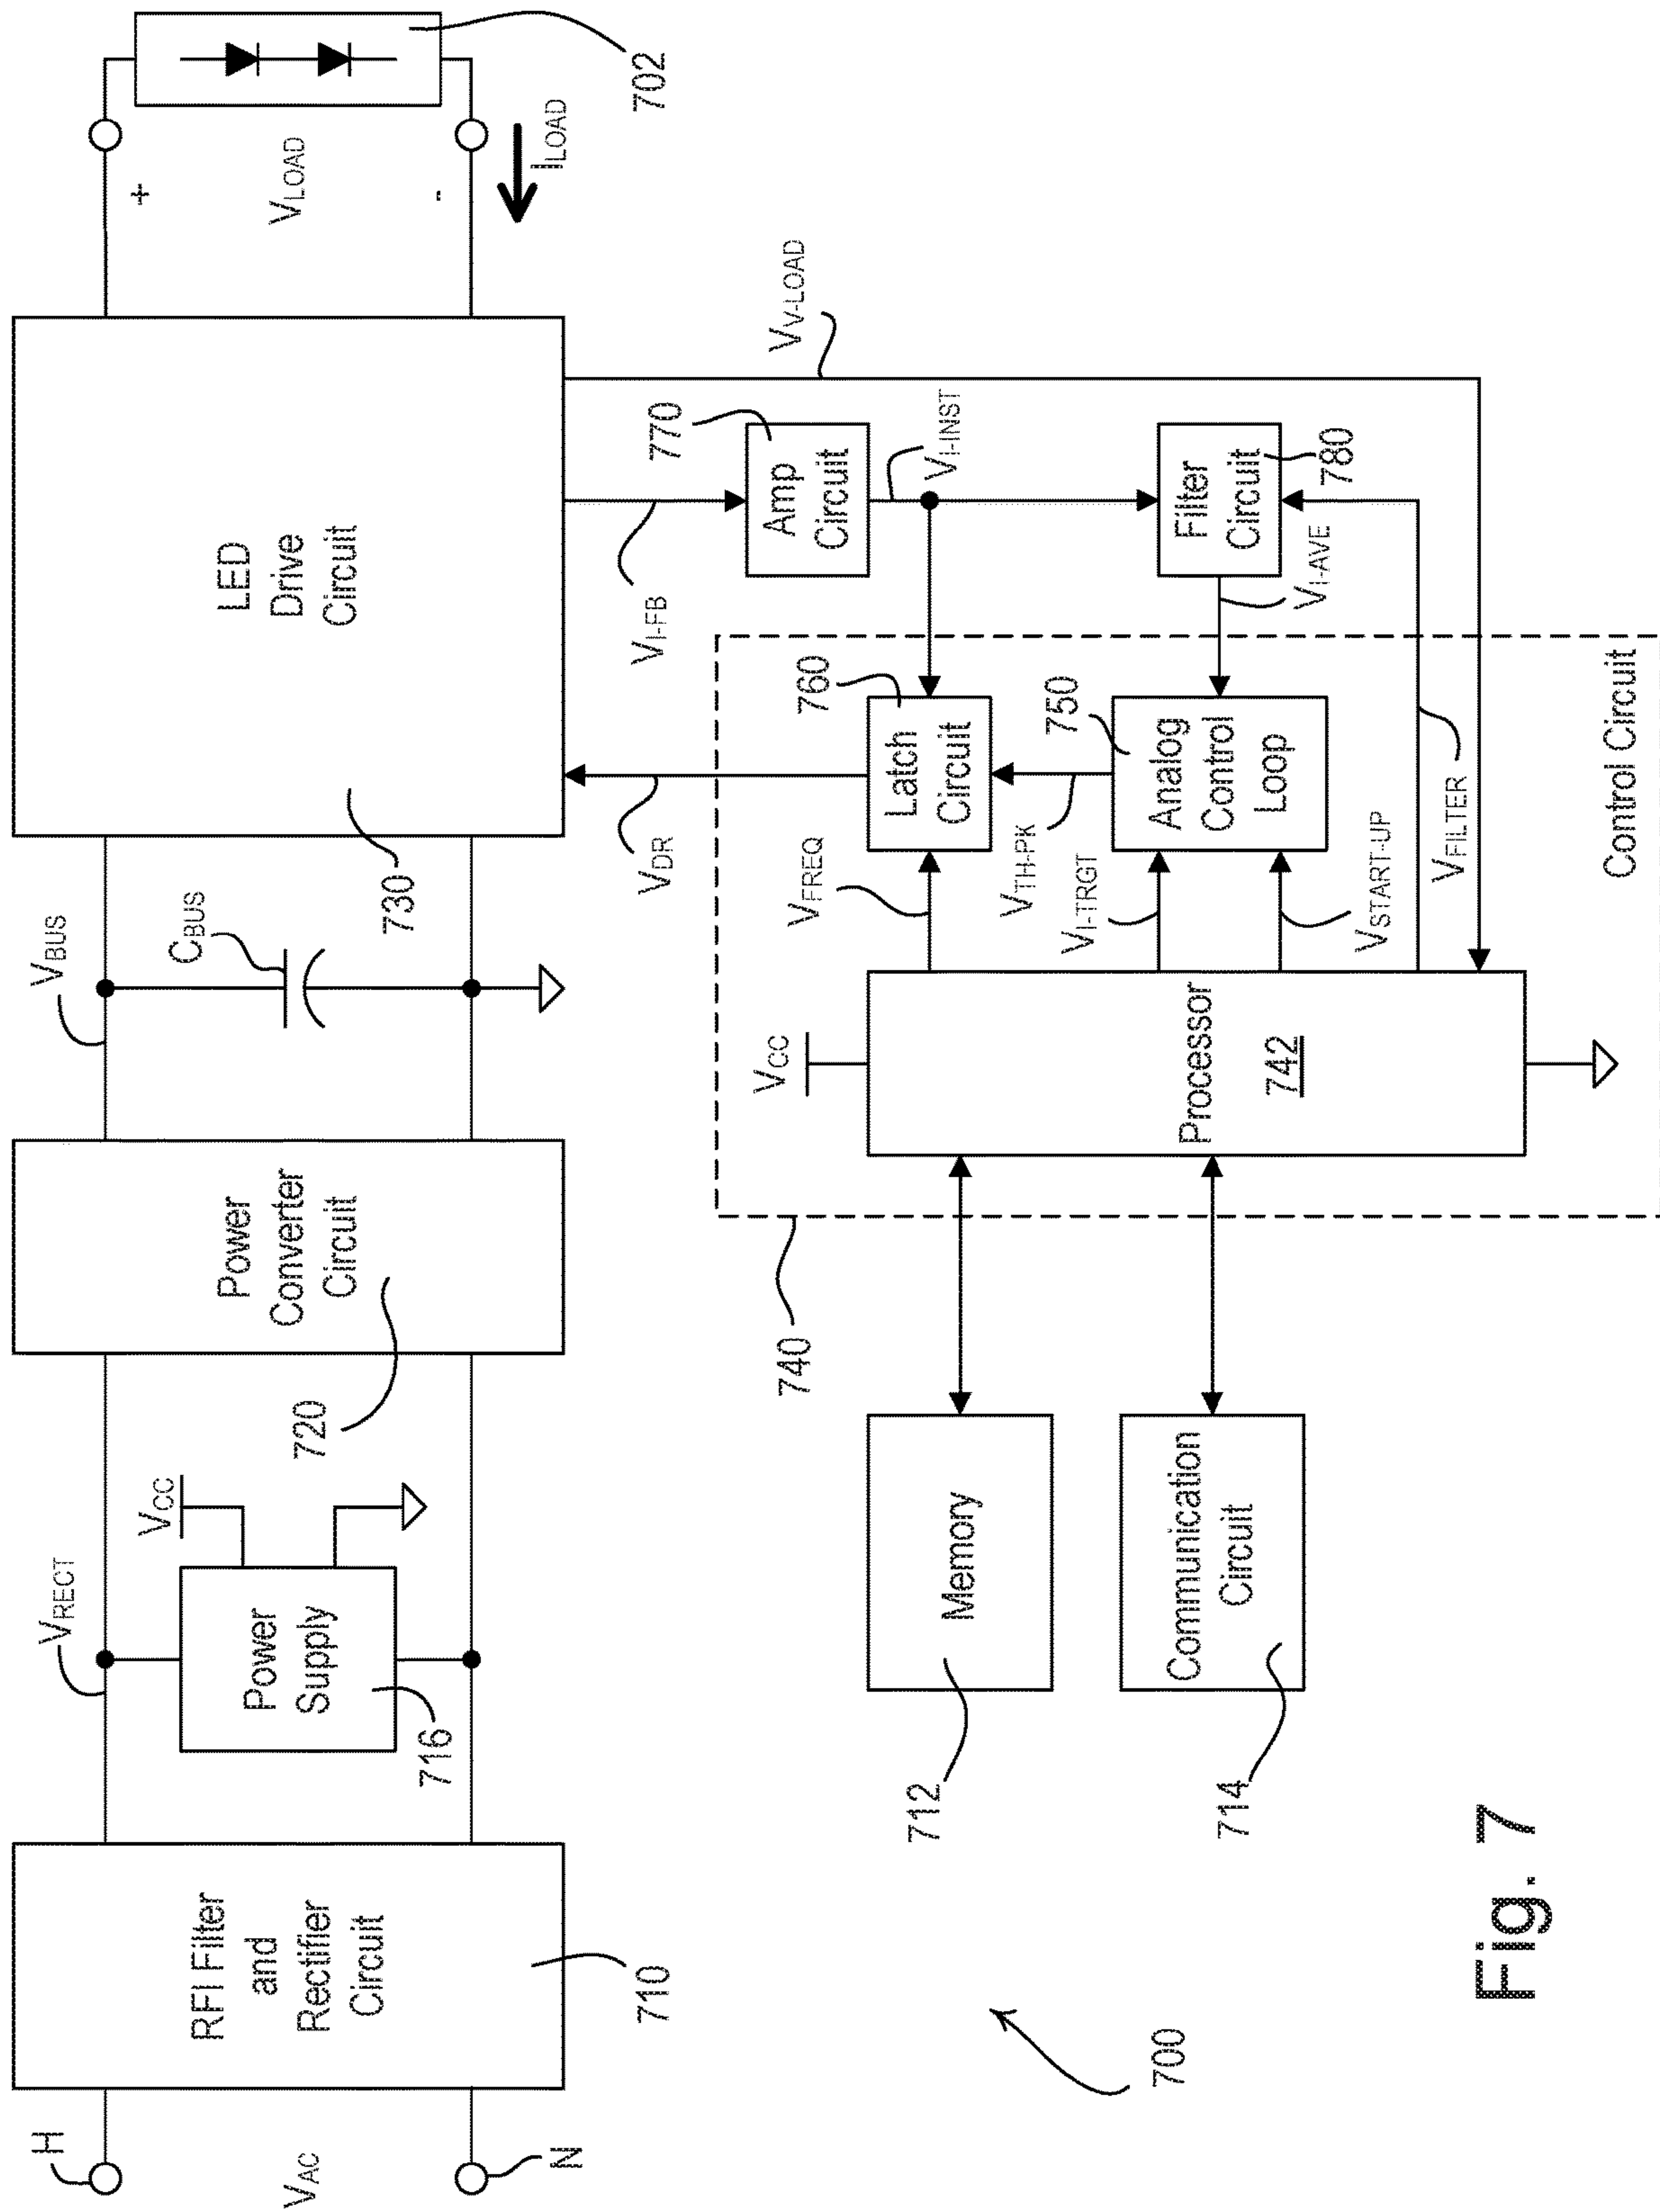 H
V_AC
N
RFI Filter
and
Rectifier
Circuit
710
V_RECT
Power
Supply
716
V_CC
720
Power
Converter
Circuit
V_BUS
C_BUS
730
LED
Drive
Circuit
+
V_LOAD
-
I_LOAD
702
700
712
Memory
714
Communication
Circuit
740
V_CC
Processor
742
V_FREQ
V_TH-PK
V_I-TRGT
V_START-UP
V_FILTER
V_DR
Latch
Circuit
760
750
Analog
Control
Loop
V_I-FB
770
Amp
Circuit
V_I-INST
V_V-LOAD
Filter
Circuit
780
V_I-AVE
Control Circuit
Fig. 7